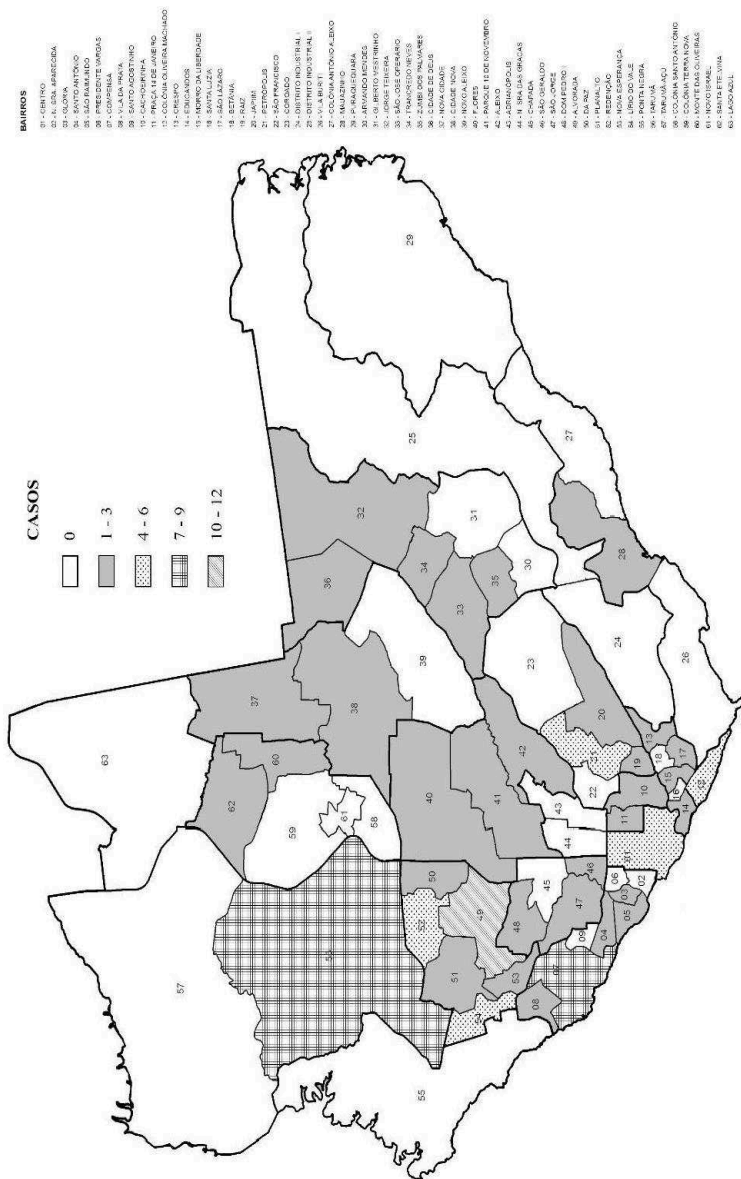 BAIRROS
01 - CENTRO
02 - N. SRA. APARECIDA
03 - GLÓRIA
04 - SANTO ANTÔNIO
05 - SÃO RAIMUNDO
06 - PRESIDENTE VARGAS
07 - COMPENSA
08 - VILA DA PRATA
09 - SANTO AGOSTINHO
10 - CACHOEIRINHA
11 - PRAÇA 14 DE JANEIRO
12 - COLÔNIA OLIVEIRA MACHADO
13 - CRESPO
14 - EDUCANDOS
15 - MORRO DA LIBERDADE
16 - SANTA LUZIA
17 - SÃO LÁZARO
18 - BETÂNIA
19 - RAIZ
20 - JAPIIM
21 - PETRÓPOLIS
22 - SÃO FRANCISCO
23 - COROADO
24 - DISTRITO INDUSTRIAL I
25 - DISTRITO INDUSTRIAL II
26 - VILA BURITI
27 - COLÔNIA ANTONIO ALEIXO
28 - MAUAZINHO
29 - PURAQUEQUARA
30 - ARMANDO MENDES
31 - GILBERTO MESTRINHO
32 - JORGE TEIXEIRA
33 - SÃO JOSE OPERÁRIO
34 - TANCREDO NEVES
35 - ZUMBI DOS PALMARES
36 - CIDADE DE DEUS
37 - NOVA CIDADE
38 - CIDADE NOVA
39 - NOVO ALEIXO
40 - FLORES
41 - PARQUE 10 DE NOVEMBRO
42 - ALEIXO
43 - ADRIANÓPOLIS
44 - N. SRA DAS GRAÇAS
45 - CHAPADA
46 - SÃO GERALDO
47 - SÃO JORGE
48 - DOM PEDRO I
49 - ALVORADA
50 - DA PAZ
51 - PLANALTO
52 - REDENÇÃO
53 - NOVA ESPERANÇA
54 - LÍRIO DO VALE
55 - PONTA NEGRA
56 - TARUMÃ
57 - TARUMÃ-AÇU
58 - COLONIA SANTO ANTONIO
59 - COLONIA TERRA NOVA
60 - MONTE DAS OLIVEIRAS
61 - NOVO ISRAEL
62 - SANTA ETELVINA
63 - LAGO AZUL
CASOS
0
1 - 3
4 - 6
7 - 9
10 - 12
63
57
62
60
37
59
61
58
38
36
32
39
40
41
42
34
33
35
31
30
25
29
27
28
23
24
26
20
22
43
44
45
46
47
48
49
50
51
52
53
55
07
08
09
04
05
03
06
02
01
11
10
19
13
18
15
17
16
14